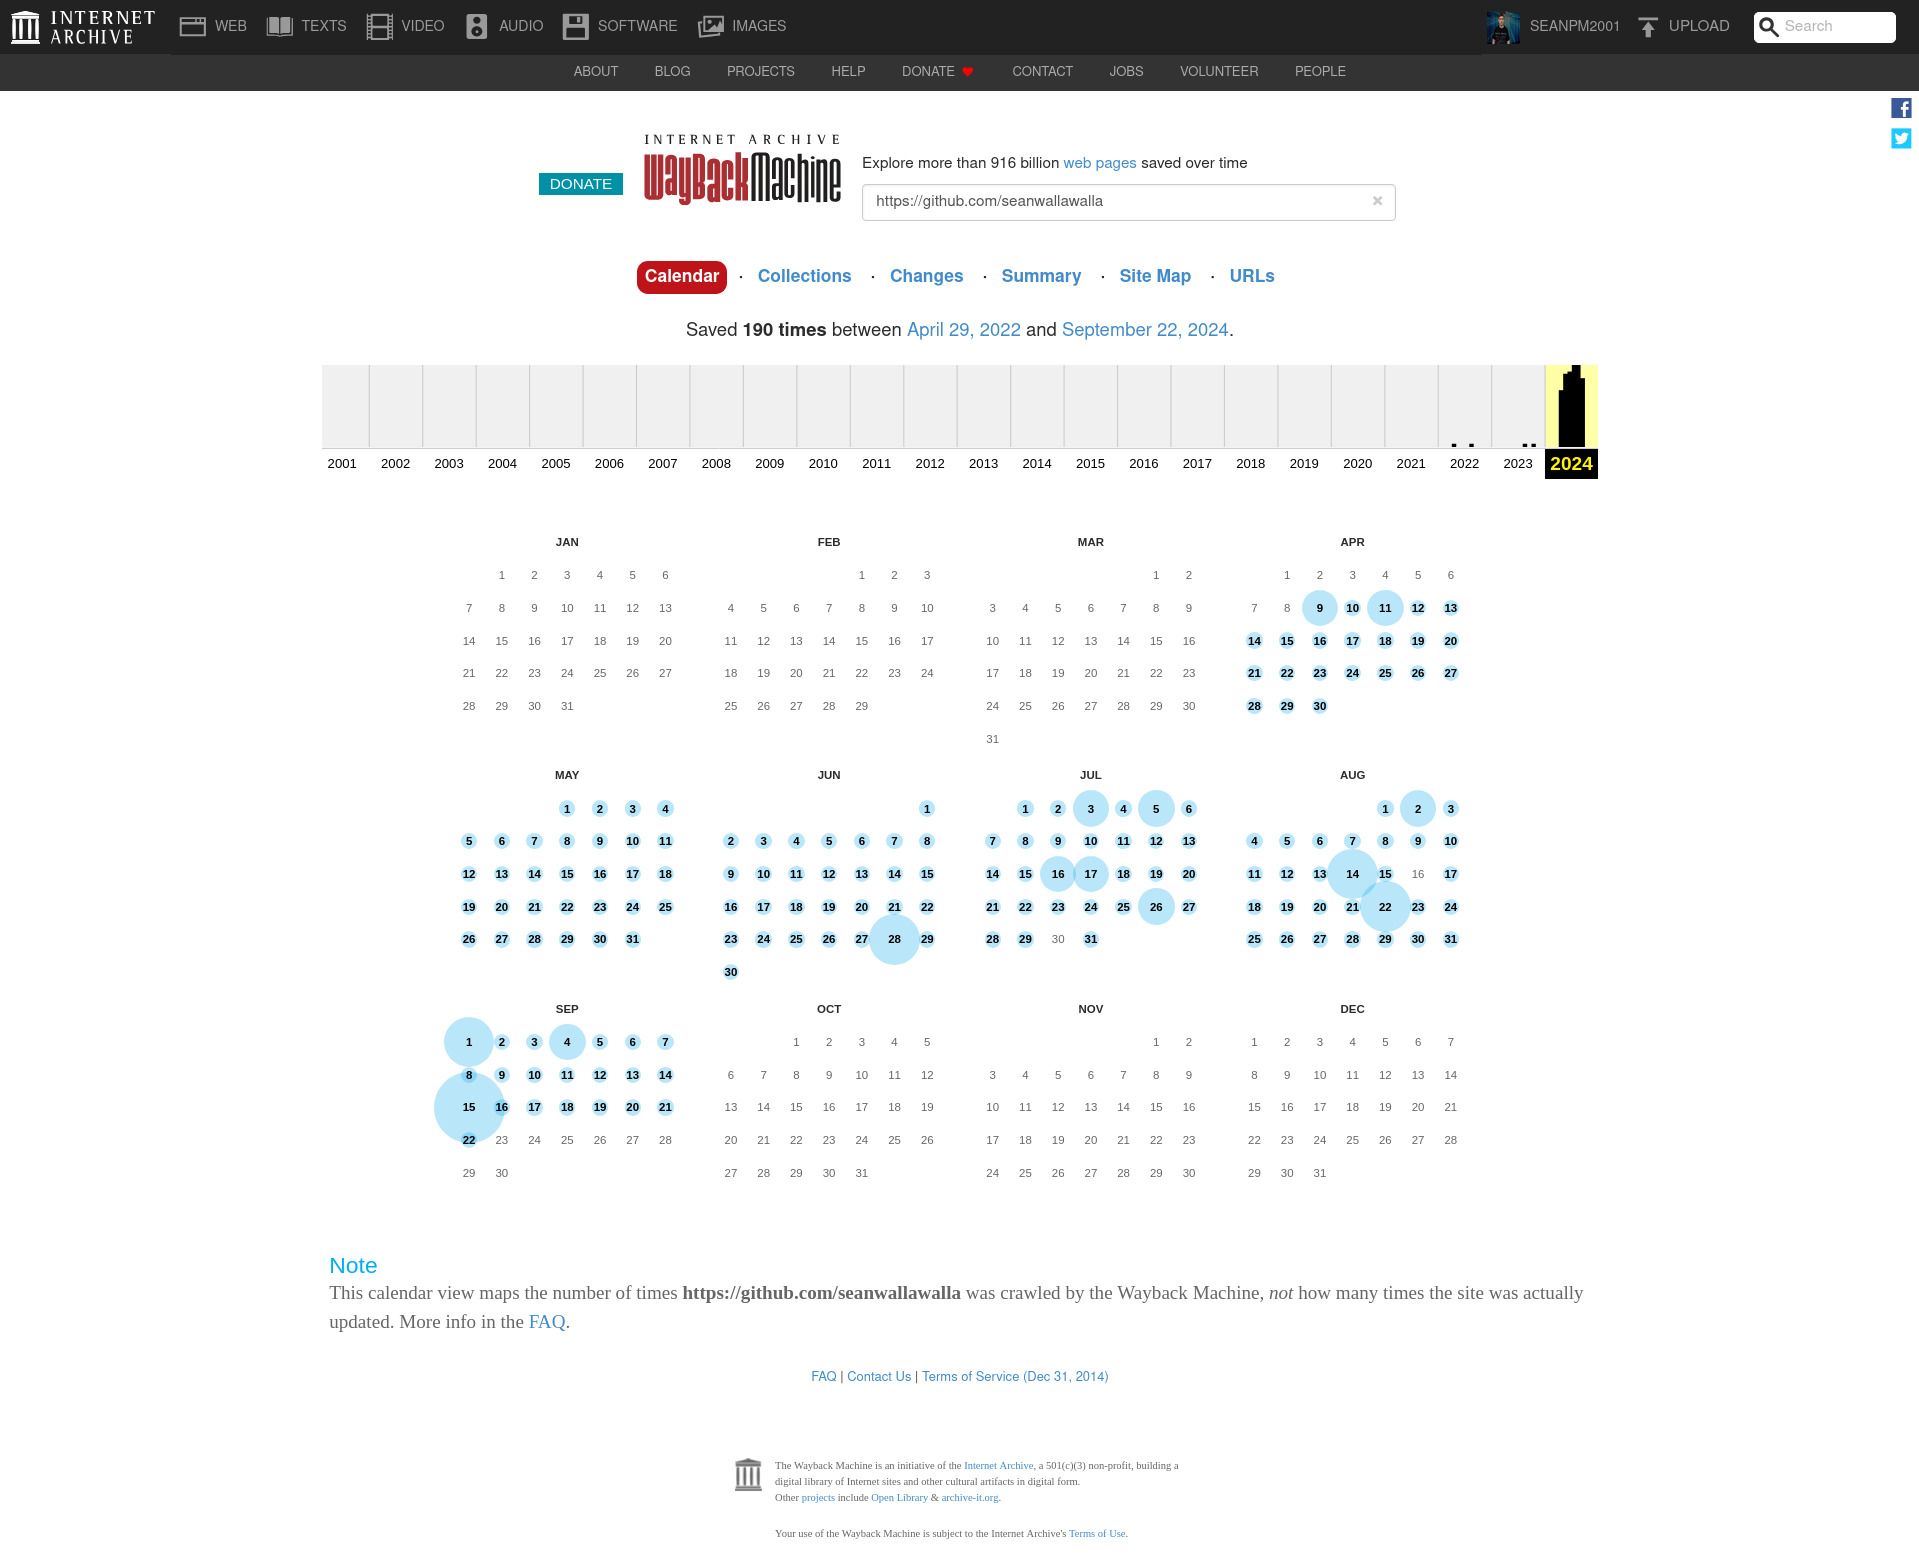 INTERNET ARCHIVE WEB TEXTS VIDEO AUDIO SOFTWARE IMAGES SEANPM2001 UPLOAD Search
ABOUT BLOG PROJECTS HELP DONATE CONTACT JOBS VOLUNTEER PEOPLE
DONATE
INTERNET ARCHIVE
WayBackMachine
Explore more than 916 billion web pages saved over time
https://github.com/seanwallawalla ×
Calendar · Collections · Changes · Summary · Site Map · URLs
Saved 190 times between April 29, 2022 and September 22, 2024.
2001 2002 2003 2004 2005 2006 2007 2008 2009 2010 2011 2012 2013 2014 2015 2016 2017 2018 2019 2020 2021 2022 2023 2024
JAN
1 2 3 4 5 6
7 8 9 10 11 12 13
14 15 16 17 18 19 20
21 22 23 24 25 26 27
28 29 30 31
FEB
1 2 3
4 5 6 7 8 9 10
11 12 13 14 15 16 17
18 19 20 21 22 23 24
25 26 27 28 29
MAR
1 2
3 4 5 6 7 8 9
10 11 12 13 14 15 16
17 18 19 20 21 22 23
24 25 26 27 28 29 30
31
APR
1 2 3 4 5 6
7 8 9 10 11 12 13
14 15 16 17 18 19 20
21 22 23 24 25 26 27
28 29 30
MAY
1 2 3 4
5 6 7 8 9 10 11
12 13 14 15 16 17 18
19 20 21 22 23 24 25
26 27 28 29 30 31
JUN
1
2 3 4 5 6 7 8
9 10 11 12 13 14 15
16 17 18 19 20 21 22
23 24 25 26 27 28 29
30
JUL
1 2 3 4 5 6
7 8 9 10 11 12 13
14 15 16 17 18 19 20
21 22 23 24 25 26 27
28 29 30 31
AUG
1 2 3
4 5 6 7 8 9 10
11 12 13 14 15 16 17
18 19 20 21 22 23 24
25 26 27 28 29 30 31
SEP
1 2 3 4 5 6 7
8 9 10 11 12 13 14
15 16 17 18 19 20 21
22 23 24 25 26 27 28
29 30
OCT
1 2 3 4 5
6 7 8 9 10 11 12
13 14 15 16 17 18 19
20 21 22 23 24 25 26
27 28 29 30 31
NOV
1 2
3 4 5 6 7 8 9
10 11 12 13 14 15 16
17 18 19 20 21 22 23
24 25 26 27 28 29 30
DEC
1 2 3 4 5 6 7
8 9 10 11 12 13 14
15 16 17 18 19 20 21
22 23 24 25 26 27 28
29 30 31
Note
This calendar view maps the number of times https://github.com/seanwallawalla was crawled by the Wayback Machine, not how many times the site was actually
updated. More info in the FAQ.
FAQ | Contact Us | Terms of Service (Dec 31, 2014)
The Wayback Machine is an initiative of the Internet Archive, a 501(c)(3) non-profit, building a
digital library of Internet sites and other cultural artifacts in digital form.
Other projects include Open Library & archive-it.org.
Your use of the Wayback Machine is subject to the Internet Archive's Terms of Use.